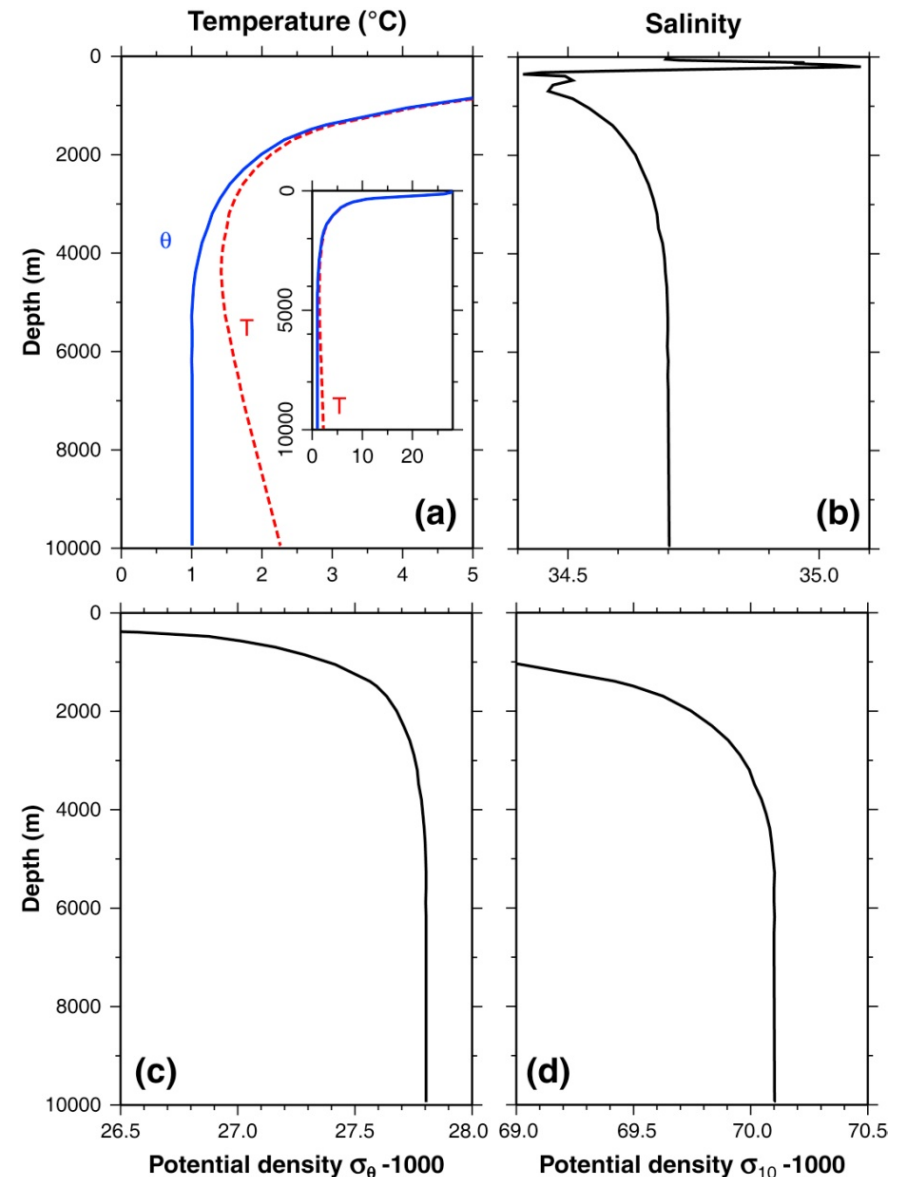 Temperature (°C)
Salinity
0
2000
4000
6000
8000
10000
Depth (m)
θ
T
0
5000
10000
T
0 10 20
(a)
0 1 2 3 4 5
(b)
34.5 35.0
0
2000
4000
6000
8000
10000
Depth (m)
(c)
26.5 27.0 27.5 28.0
Potential density σθ -1000
(d)
69.0 69.5 70.0 70.5
Potential density σ10 -1000